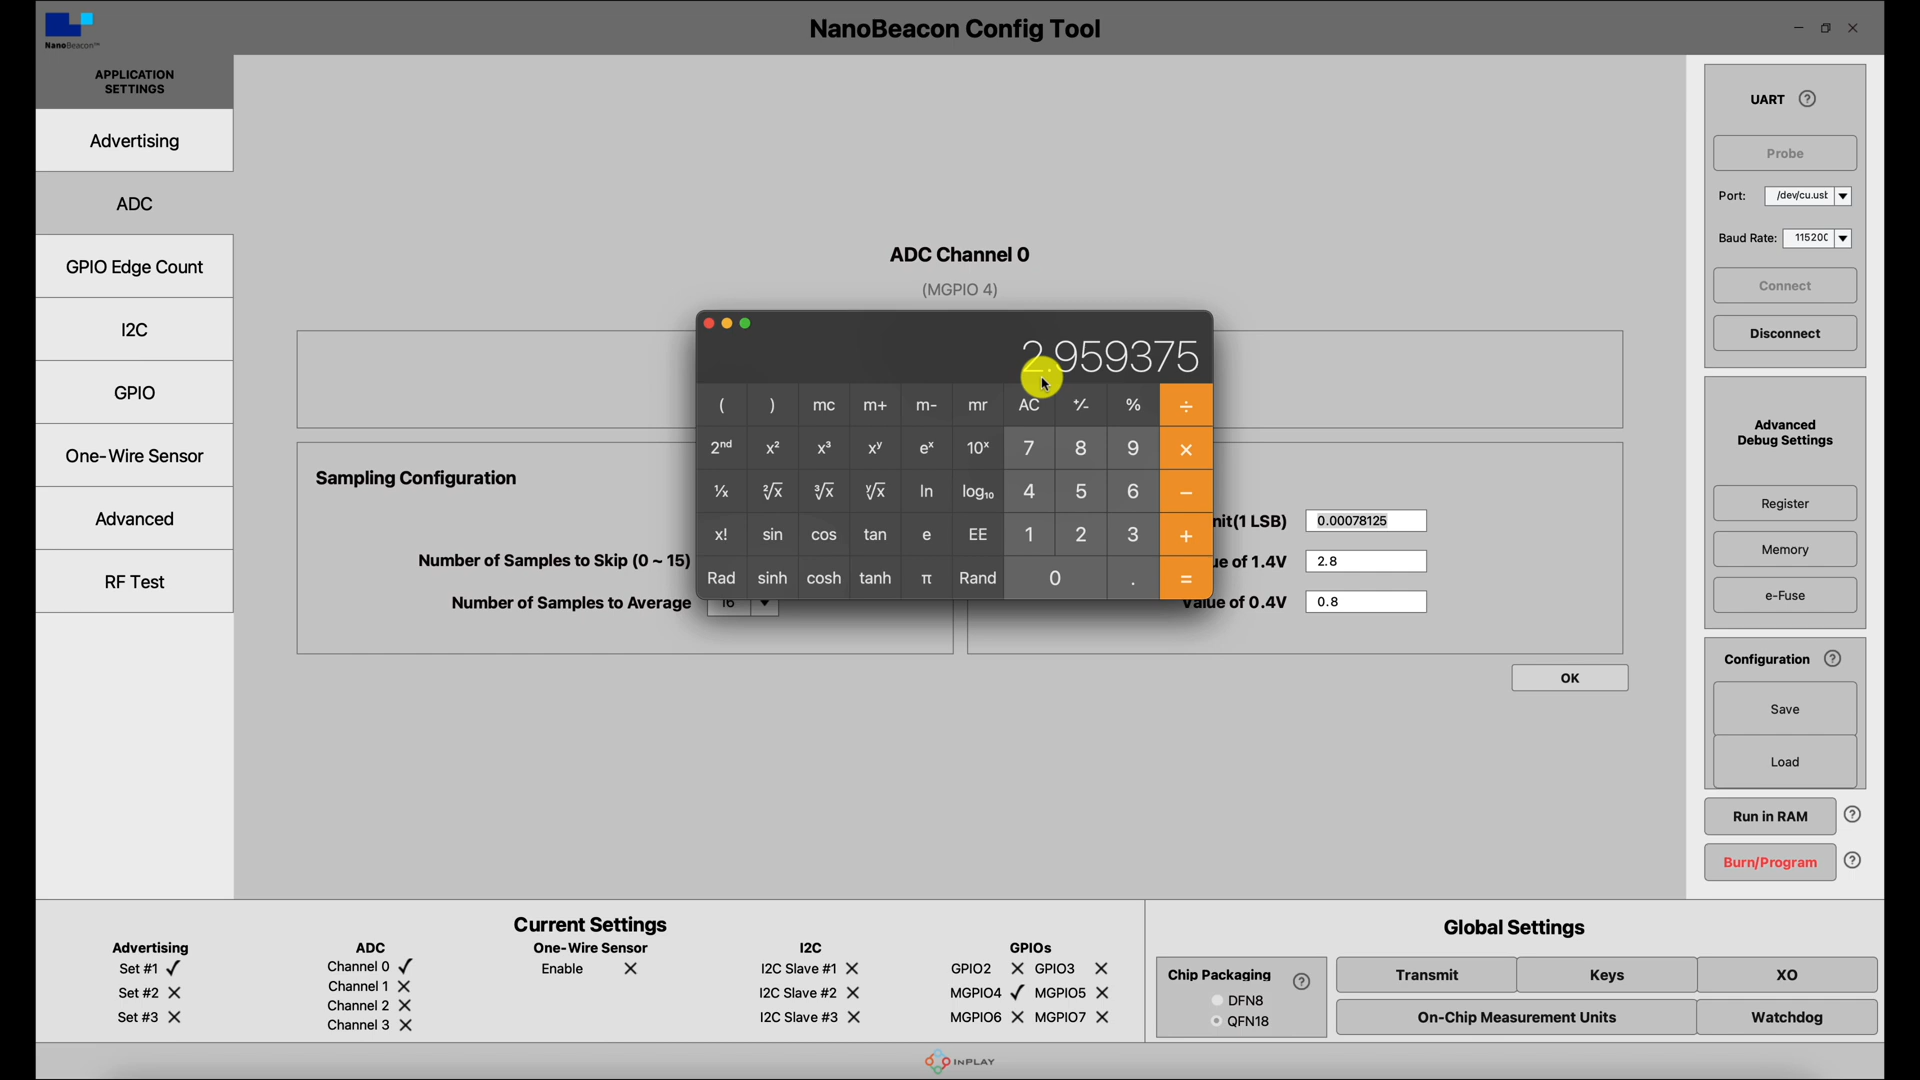 NanoBeacon™
NanoBeacon Config Tool
APPLICATION
SETTINGS
Advertising
ADC
GPIO Edge Count
I2C
GPIO
One-Wire Sensor
Advanced
RF Test
ADC Channel 0
(MGPIO 4)
2.959375
( ) mc m+ m- mr AC +/- % ÷
2nd x² x³ xʸ eˣ 10ˣ 7 8 9 ×
¹/x ²√x ³√x ʸ√x ln log₁₀ 4 5 6 −
x! sin cos tan e EE 1 2 3 +
Rad sinh cosh tanh π Rand 0 . =
Sampling Configuration
Number of Samples to Skip (0 ~ 15)
Number of Samples to Average 16
nit(1 LSB) 0.00078125
ue of 1.4V 2.8
Value of 0.4V 0.8
OK
UART ?
Probe
Port: /dev/cu.usb
Baud Rate: 11520
Connect
Disconnect
Advanced
Debug Settings
Register
Memory
e-Fuse
Configuration ?
Save
Load
Run in RAM ?
Burn/Program ?
Current Settings
Advertising
Set #1
Set #2
Set #3
ADC
Channel 0
Channel 1
Channel 2
Channel 3
One-Wire Sensor
Enable
I2C
I2C Slave #1
I2C Slave #2
I2C Slave #3
GPIOs
GPIO2 GPIO3
MGPIO4 MGPIO5
MGPIO6 MGPIO7
Global Settings
Chip Packaging ?
DFN8
QFN18
Transmit
Keys
XO
On-Chip Measurement Units
Watchdog
INPLAY